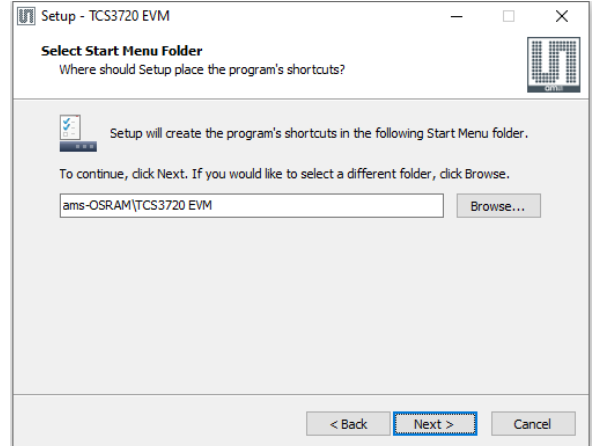 Setup - TCS3720 EVM
Select Start Menu Folder
Where should Setup place the program's shortcuts?
am
Setup will create the program's shortcuts in the following Start Menu folder.
To continue, click Next. If you would like to select a different folder, click Browse.
ams-OSRAM\TCS3720 EVM
Browse...
< Back
Next >
Cancel